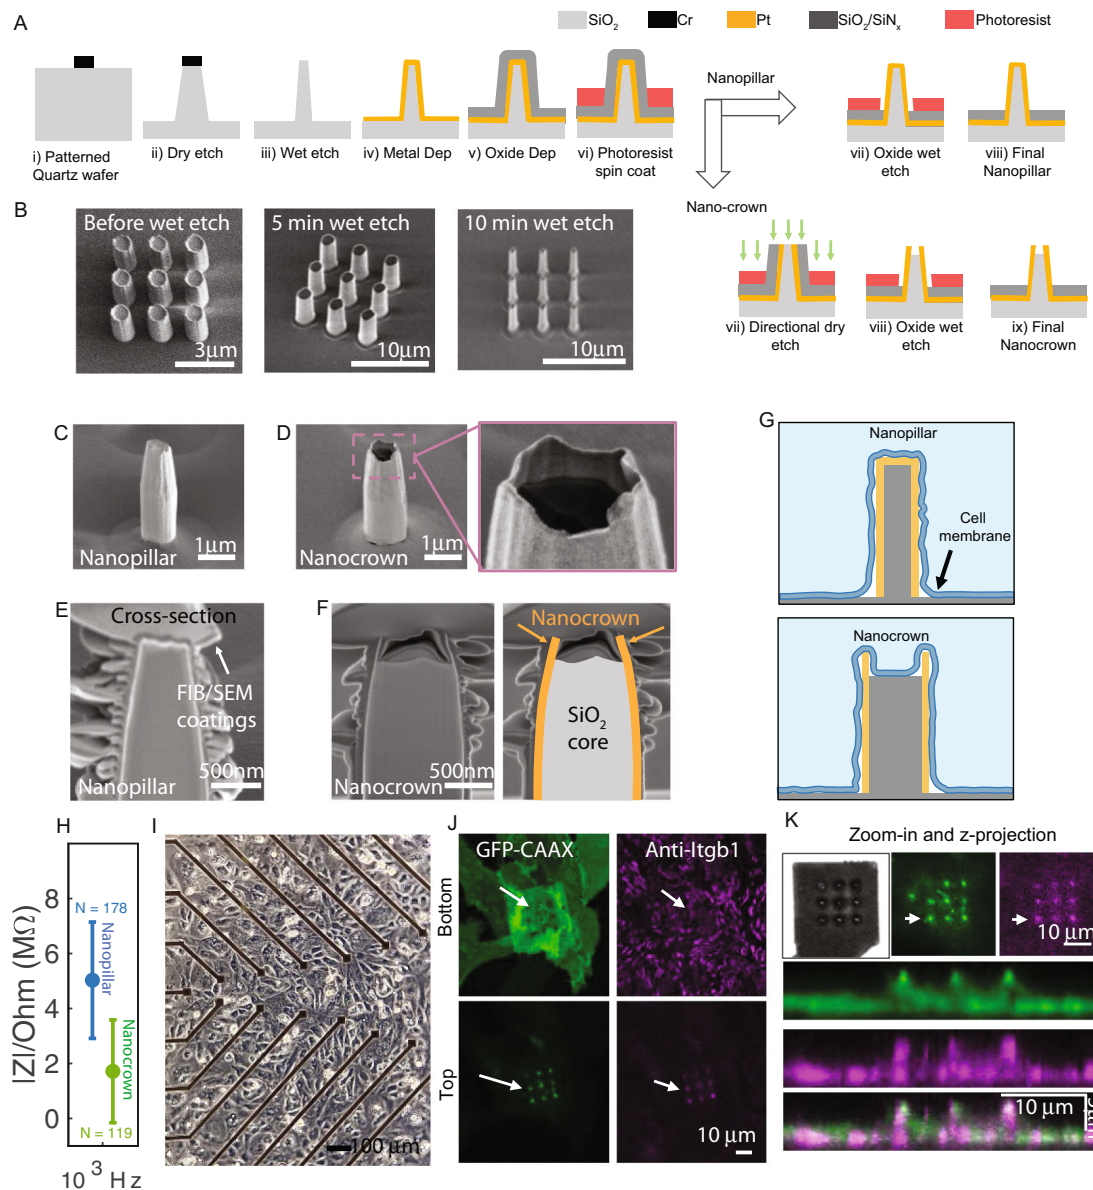 A
SiO2
Cr
Pt
SiO2/SiNx
Photoresist
i) Patterned
Quartz wafer
ii) Dry etch
iii) Wet etch
iv) Metal Dep
v) Oxide Dep
vi) Photoresist
spin coat
Nanopillar
vii) Oxide wet
etch
viii) Final
Nanopillar
Nano-crown
vii) Directional dry
etch
viii) Oxide wet
etch
ix) Final
Nanocrown
B
Before wet etch
3μm
5 min wet etch
10μm
10 min wet etch
10μm
C
Nanopillar
1μm
D
Nanocrown
1μm
E
Cross-section
FIB/SEM
coatings
Nanopillar
500nm
F
Nanocrown
500nm
Nanocrown
SiO2
core
G
Nanopillar
Cell
membrane
Nanocrown
H
|Z|/Ohm (MΩ)
8
6
4
2
0
N = 178
Nanopillar
Nanocrown
N = 119
10 3 Hz
I
100 μm
J
GFP-CAAX
Anti-Itgb1
Bottom
Top
10 μm
K
Zoom-in and z-projection
10 μm
10 μm